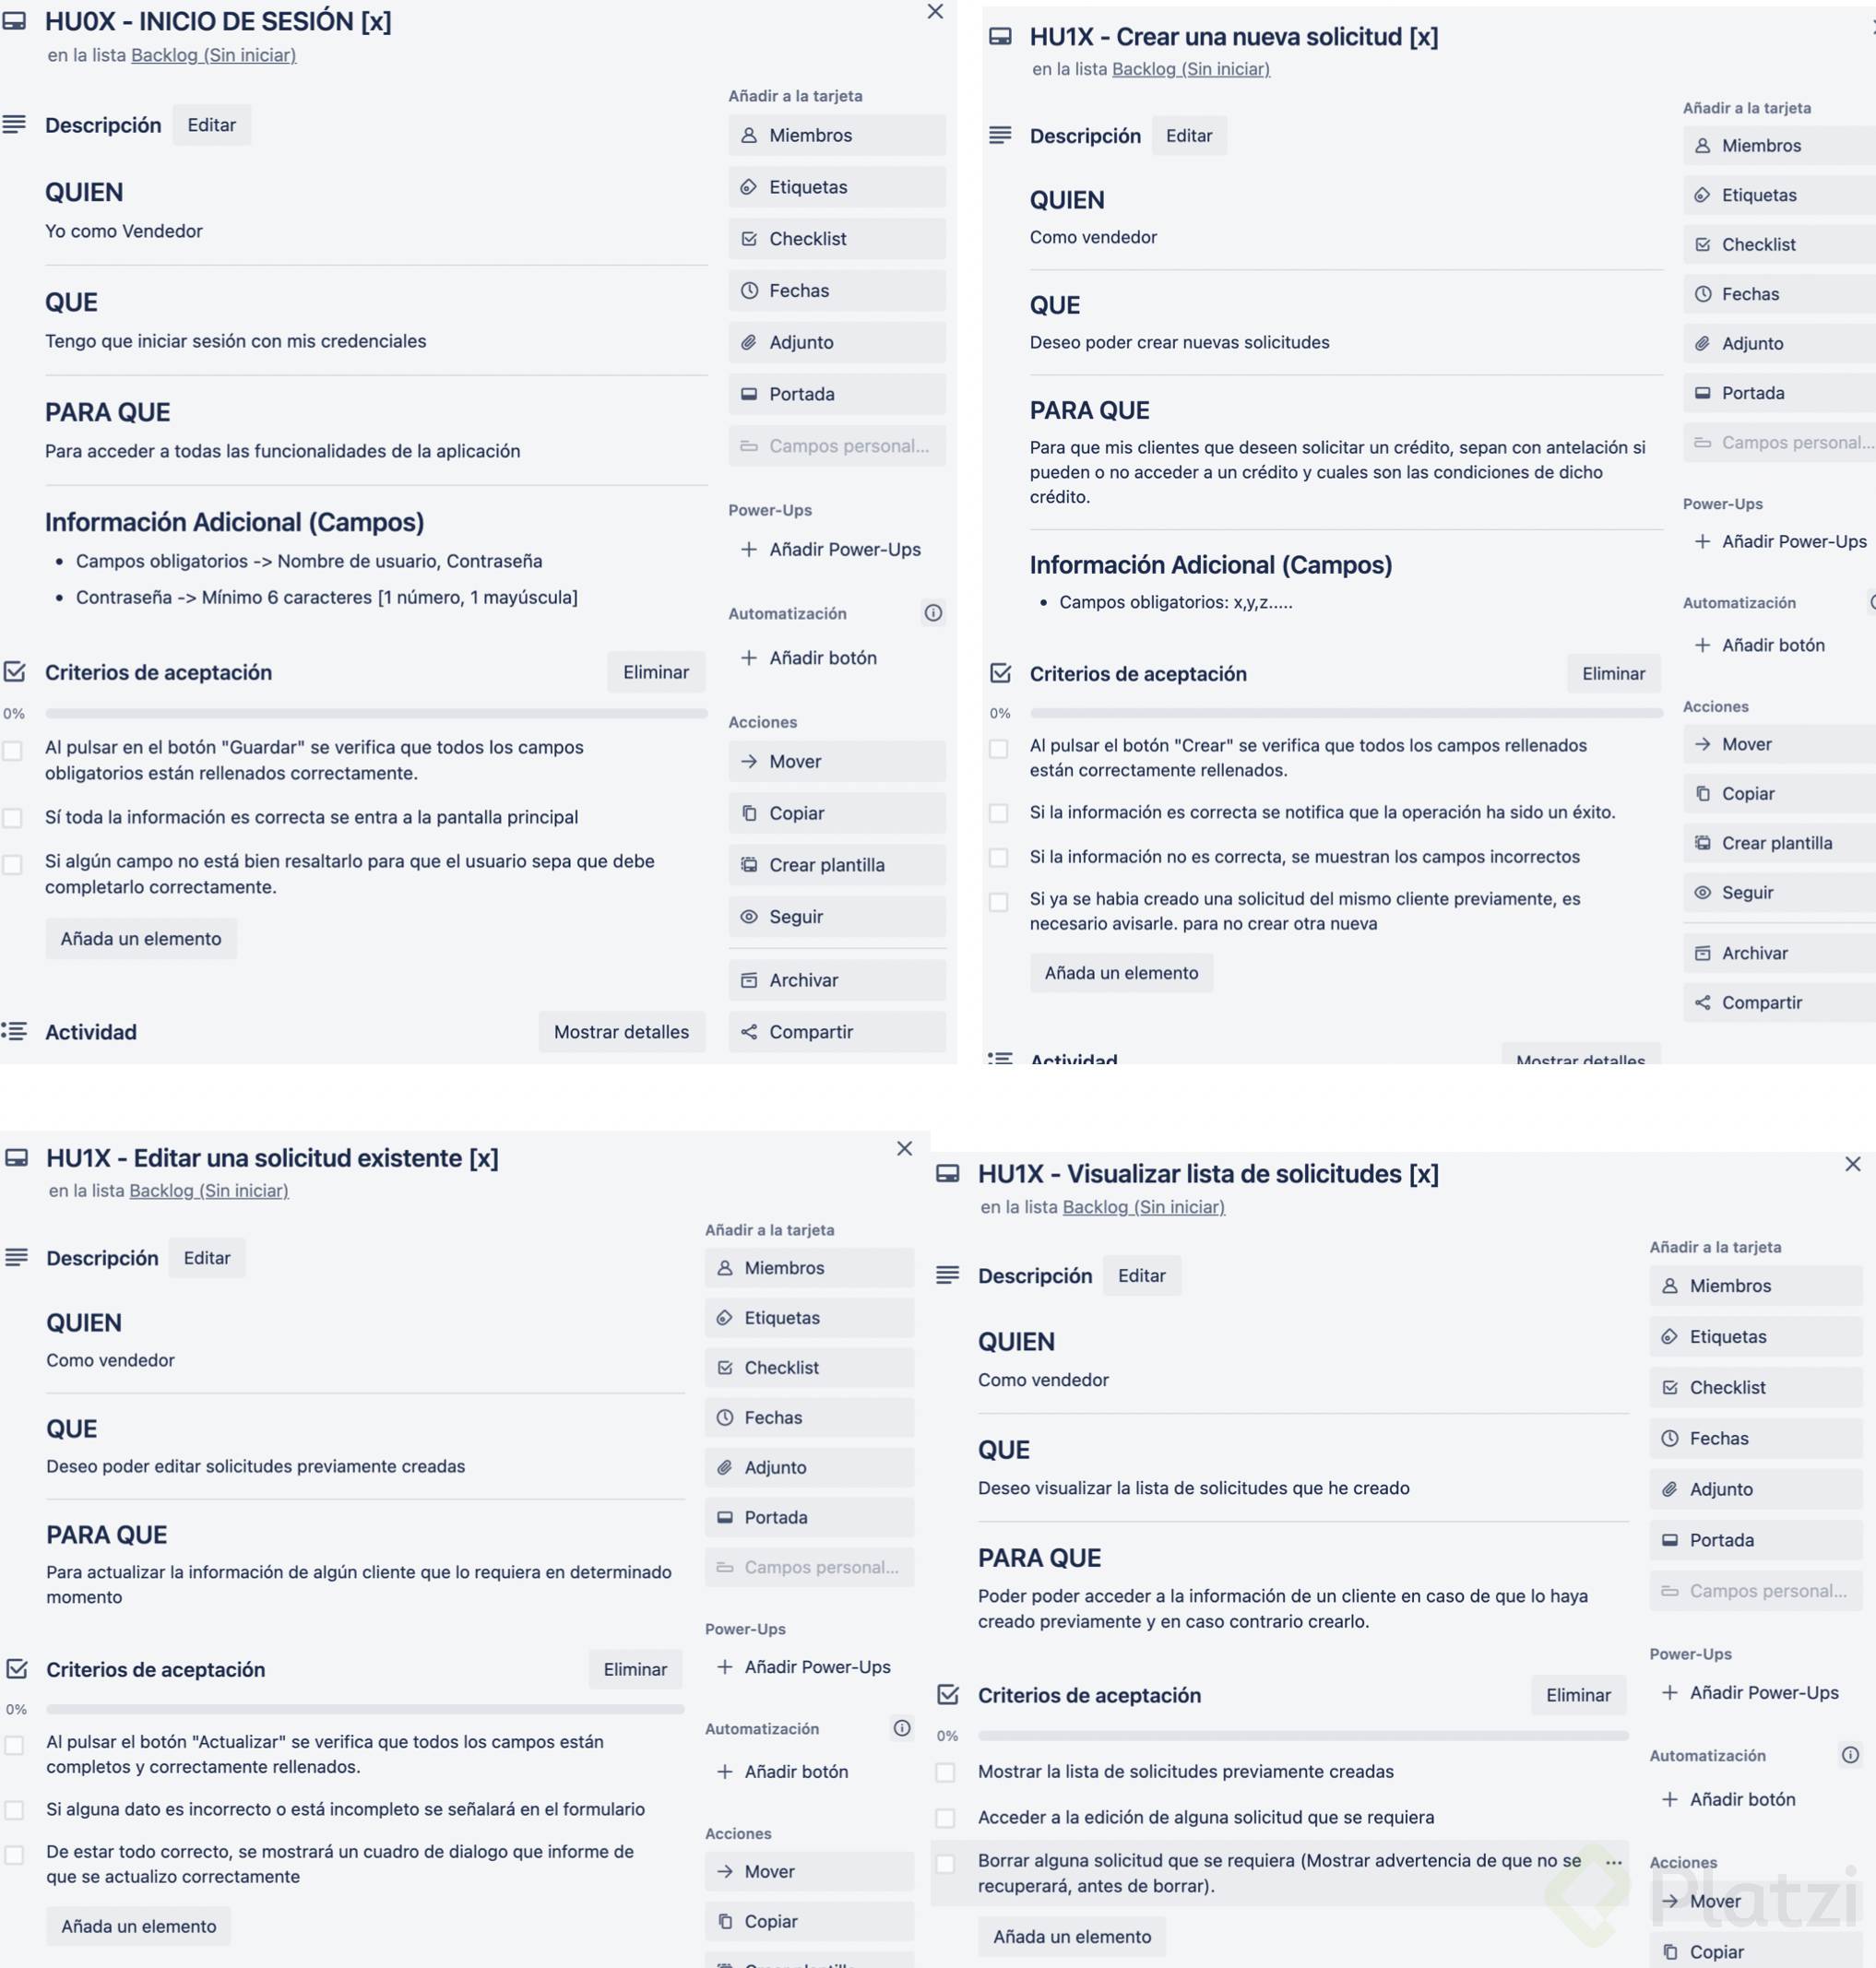 HU0X - INICIO DE SESIÓN [x]
en la lista Backlog (Sin iniciar)
Descripción Editar
QUIEN
Yo como Vendedor
QUE
Tengo que iniciar sesión con mis credenciales
PARA QUE
Para acceder a todas las funcionalidades de la aplicación
Información Adicional (Campos)
• Campos obligatorios -> Nombre de usuario, Contraseña
• Contraseña -> Mínimo 6 caracteres [1 número, 1 mayúscula]
Criterios de aceptación Eliminar
0%
Al pulsar en el botón "Guardar" se verifica que todos los campos
obligatorios están rellenados correctamente.
Sí toda la información es correcta se entra a la pantalla principal
Si algún campo no está bien resaltarlo para que el usuario sepa que debe
completarlo correctamente.
Añada un elemento
Actividad Mostrar detalles
Añadir a la tarjeta
Miembros
Etiquetas
Checklist
Fechas
Adjunto
Portada
Campos personal...
Power-Ups
+ Añadir Power-Ups
Automatización
+ Añadir botón
Acciones
Mover
Copiar
Crear plantilla
Seguir
Archivar
Compartir
HU1X - Crear una nueva solicitud [x]
en la lista Backlog (Sin iniciar)
Descripción Editar
QUIEN
Como vendedor
QUE
Deseo poder crear nuevas solicitudes
PARA QUE
Para que mis clientes que deseen solicitar un crédito, sepan con antelación si
pueden o no acceder a un crédito y cuales son las condiciones de dicho
crédito.
Información Adicional (Campos)
• Campos obligatorios: x,y,z.....
Criterios de aceptación Eliminar
0%
Al pulsar el botón "Crear" se verifica que todos los campos rellenados
están correctamente rellenados.
Si la información es correcta se notifica que la operación ha sido un éxito.
Si la información no es correcta, se muestran los campos incorrectos
Si ya se habia creado una solicitud del mismo cliente previamente, es
necesario avisarle. para no crear otra nueva
Añada un elemento
Actividad Mostrar detalles
Añadir a la tarjeta
Miembros
Etiquetas
Checklist
Fechas
Adjunto
Portada
Campos personal...
Power-Ups
+ Añadir Power-Ups
Automatización
+ Añadir botón
Acciones
Mover
Copiar
Crear plantilla
Seguir
Archivar
Compartir
HU1X - Editar una solicitud existente [x]
en la lista Backlog (Sin iniciar)
Descripción Editar
QUIEN
Como vendedor
QUE
Deseo poder editar solicitudes previamente creadas
PARA QUE
Para actualizar la información de algún cliente que lo requiera en determinado
momento
Criterios de aceptación Eliminar
0%
Al pulsar el botón "Actualizar" se verifica que todos los campos están
completos y correctamente rellenados.
Si alguna dato es incorrecto o está incompleto se señalará en el formulario
De estar todo correcto, se mostrará un cuadro de dialogo que informe de
que se actualizo correctamente
Añada un elemento
Añadir a la tarjeta
Miembros
Etiquetas
Checklist
Fechas
Adjunto
Portada
Campos personal...
Power-Ups
+ Añadir Power-Ups
Automatización
+ Añadir botón
Acciones
Mover
Copiar
HU1X - Visualizar lista de solicitudes [x]
en la lista Backlog (Sin iniciar)
Descripción Editar
QUIEN
Como vendedor
QUE
Deseo visualizar la lista de solicitudes que he creado
PARA QUE
Poder poder acceder a la información de un cliente en caso de que lo haya
creado previamente y en caso contrario crearlo.
Criterios de aceptación Eliminar
0%
Mostrar la lista de solicitudes previamente creadas
Acceder a la edición de alguna solicitud que se requiera
Borrar alguna solicitud que se requiera (Mostrar advertencia de que no se
recuperará, antes de borrar).
Añada un elemento
Añadir a la tarjeta
Miembros
Etiquetas
Checklist
Fechas
Adjunto
Portada
Campos personal...
Power-Ups
+ Añadir Power-Ups
Automatización
+ Añadir botón
Acciones
Mover
Copiar
Platzi